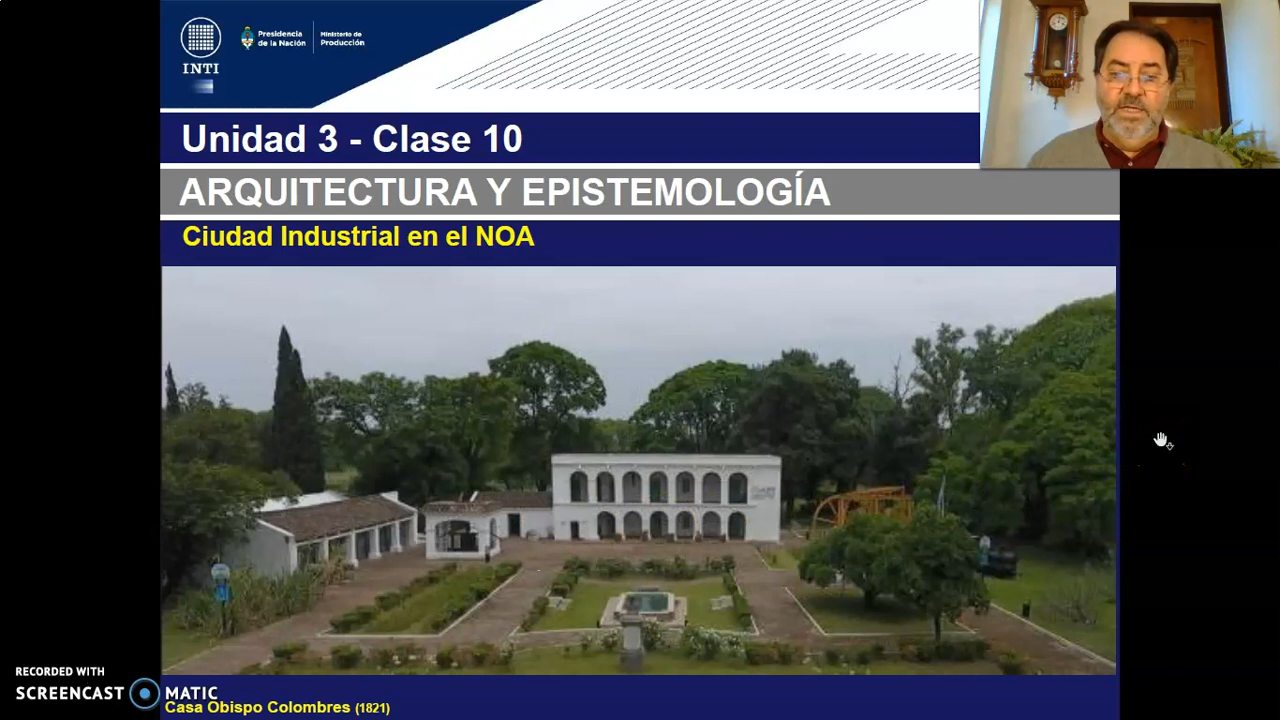 INTI
Presidencia
de la Nación
Ministerio de
Producción
Unidad 3 - Clase 10
ARQUITECTURA Y EPISTEMOLOGÍA
Ciudad Industrial en el NOA
RECORDED WITH
SCREENCAST MATIC
Casa Obispo Colombres (1821)